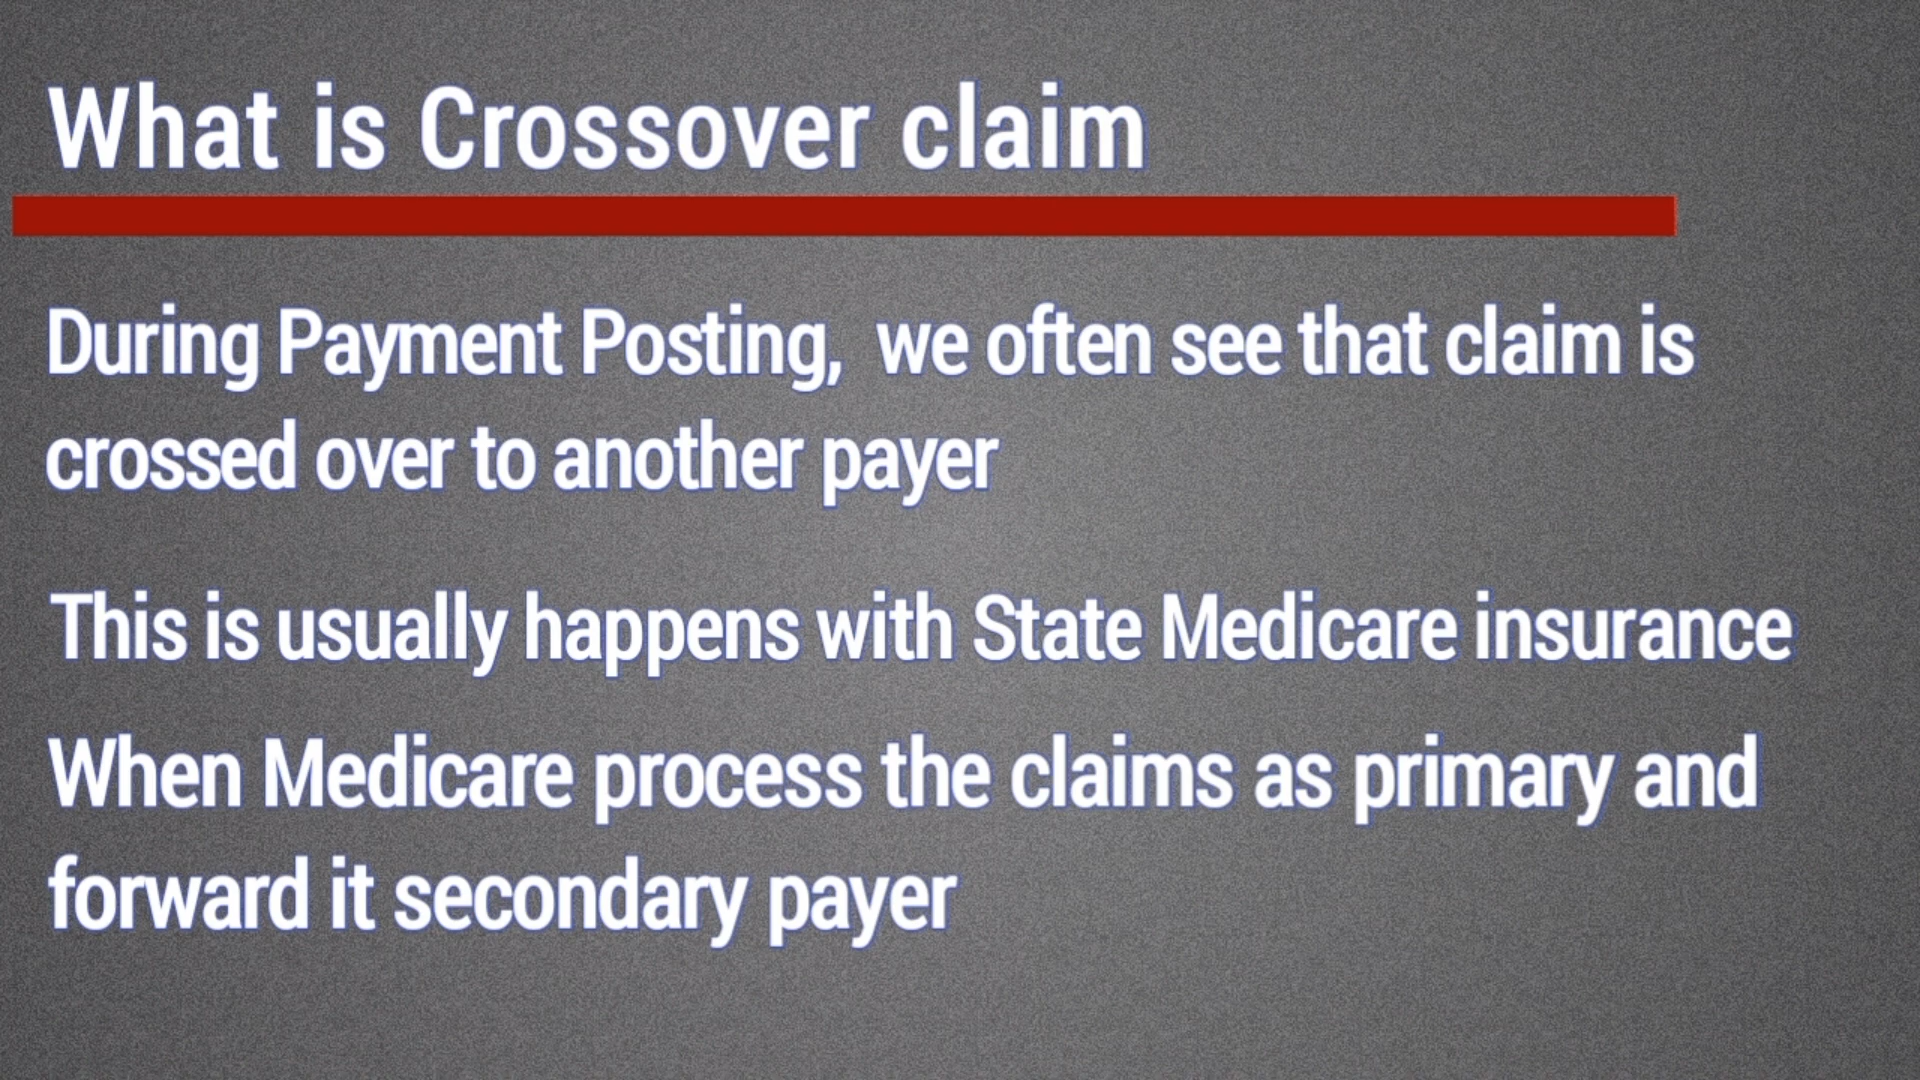 What is Crossover claim
During Payment Posting, we often see that claim is
crossed over to another payer
This is usually happens with State Medicare insurance
When Medicare process the claims as primary and
forward it secondary payer